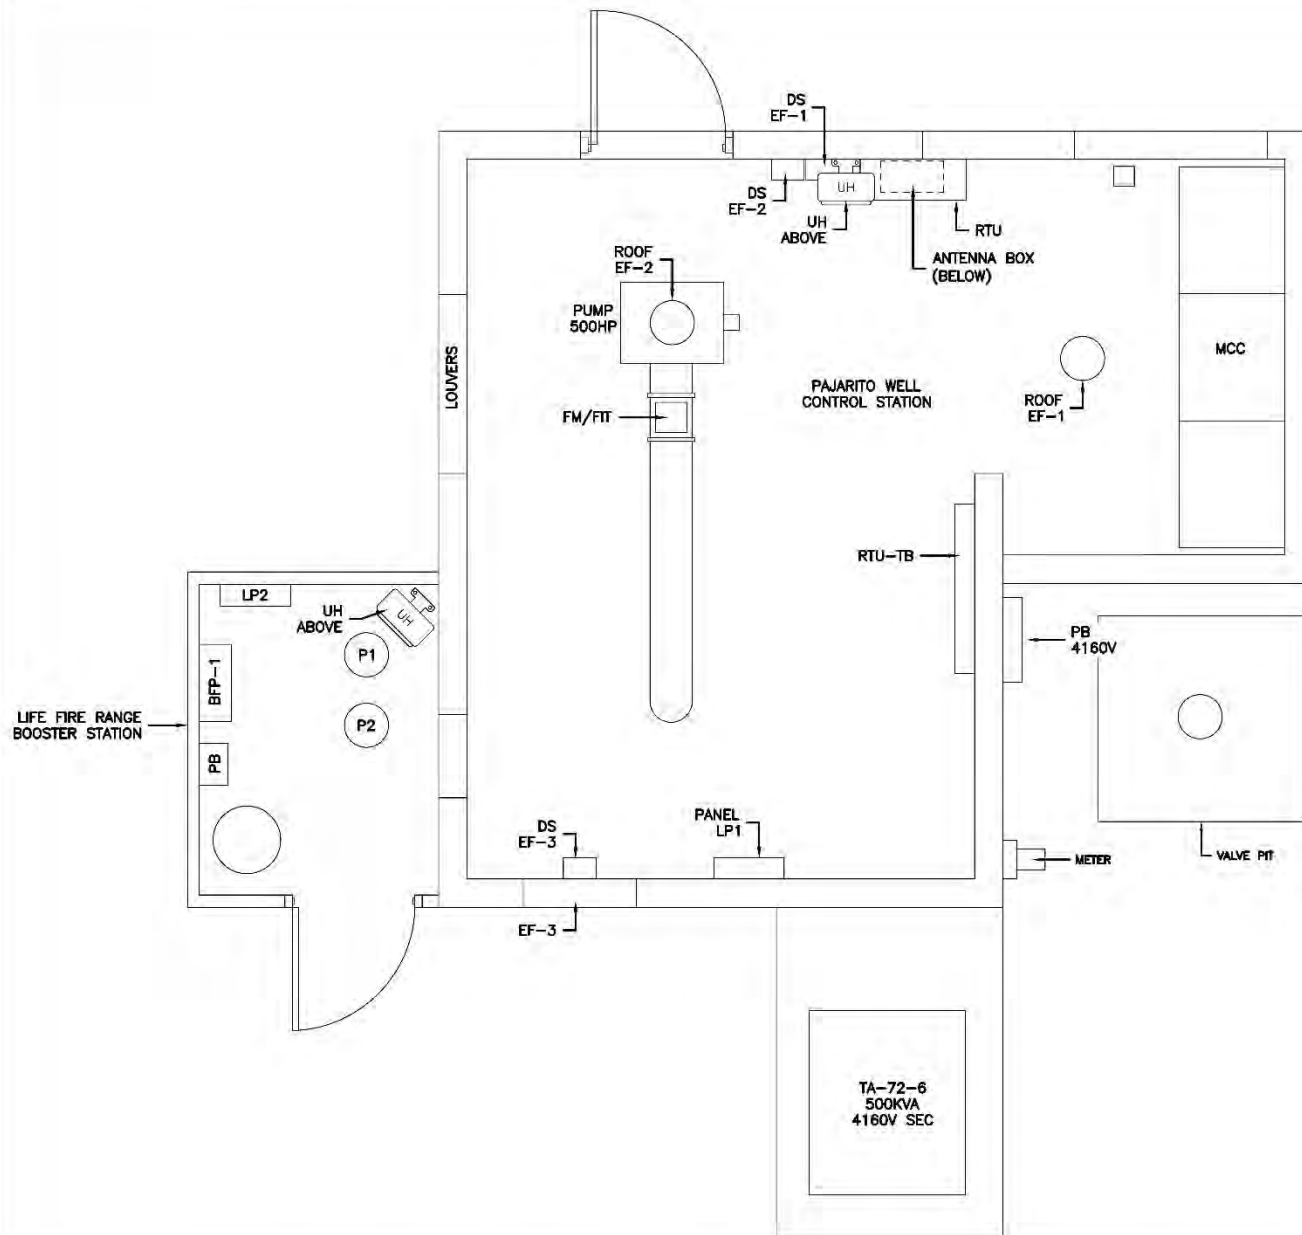 DS
EF-1
DS
EF-2
UH
UH
ABOVE
RTU
ANTENNA BOX
(BELOW)
ROOF
EF-2
PUMP
500HP
LOUVERS
FM/FIT
PAJARITO WELL
CONTROL STATION
ROOF
EF-1
MCC
RTU-TB
LP2
UH
ABOVE
UH
P1
BFP-1
P2
PB
LIFE FIRE RANGE
BOOSTER STATION
PB
4160V
DS
EF-3
PANEL
LP1
METER
VALVE PIT
EF-3
TA-72-6
500KVA
4160V SEC